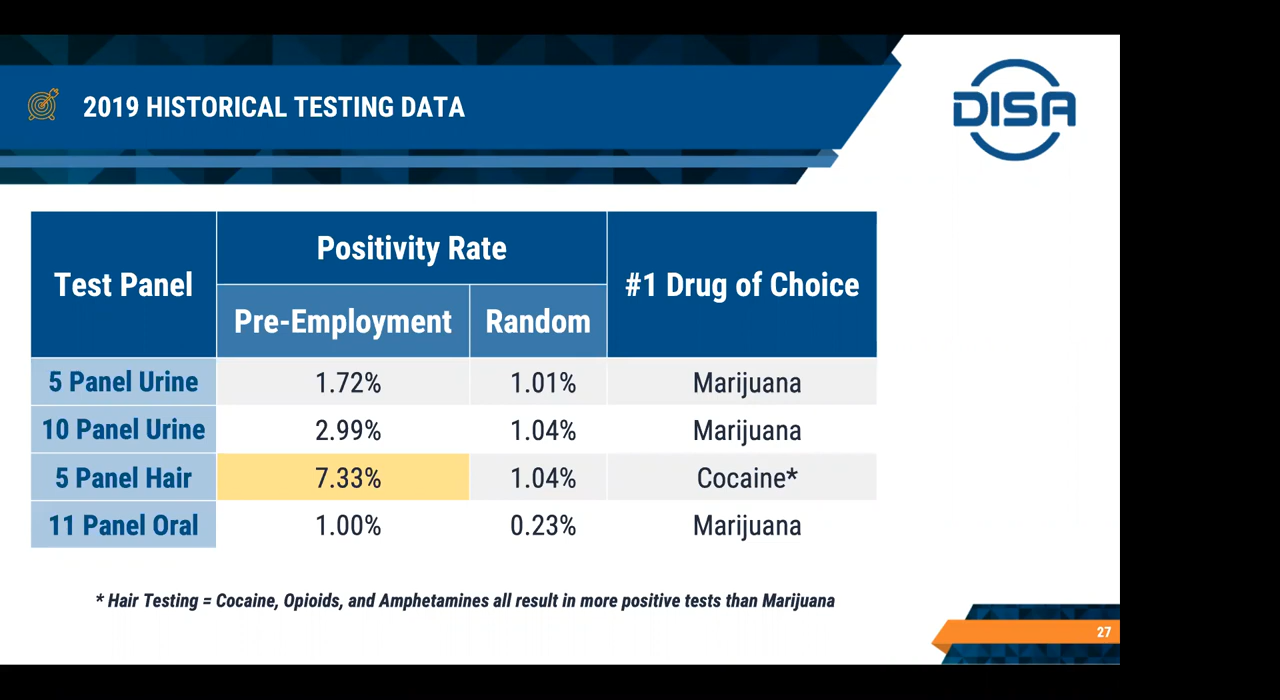 2019 HISTORICAL TESTING DATA
DISA
Test Panel
Positivity Rate
#1 Drug of Choice
Pre-Employment
Random
5 Panel Urine 1.72% 1.01% Marijuana
10 Panel Urine 2.99% 1.04% Marijuana
5 Panel Hair 7.33% 1.04% Cocaine*
11 Panel Oral 1.00% 0.23% Marijuana
* Hair Testing = Cocaine, Opioids, and Amphetamines all result in more positive tests than Marijuana
27